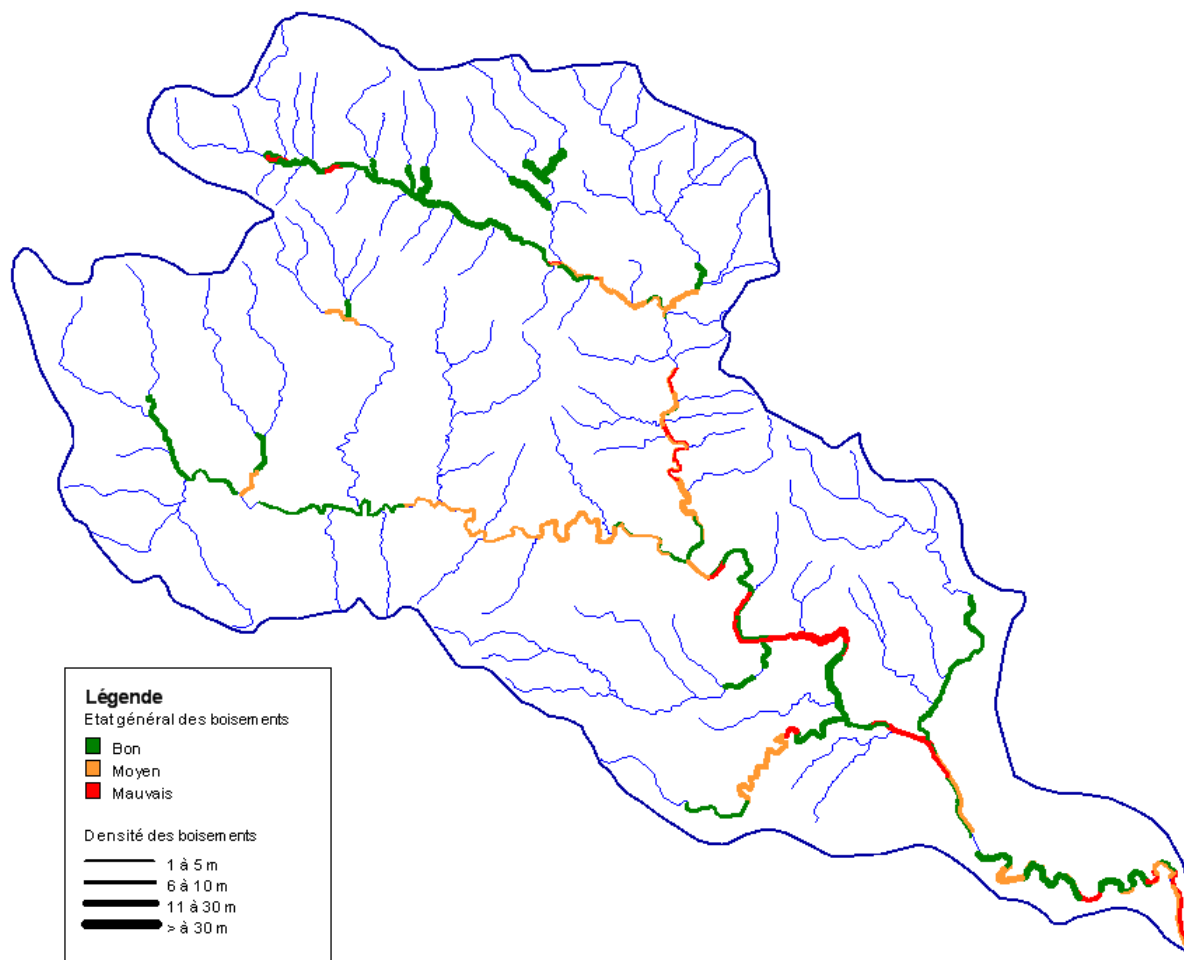 Légende
Etat général des boisements
Bon
Moyen
Mauvais
Densité des boisements
1 à 5 m
6 à 10 m
11 à 30 m
> à 30 m